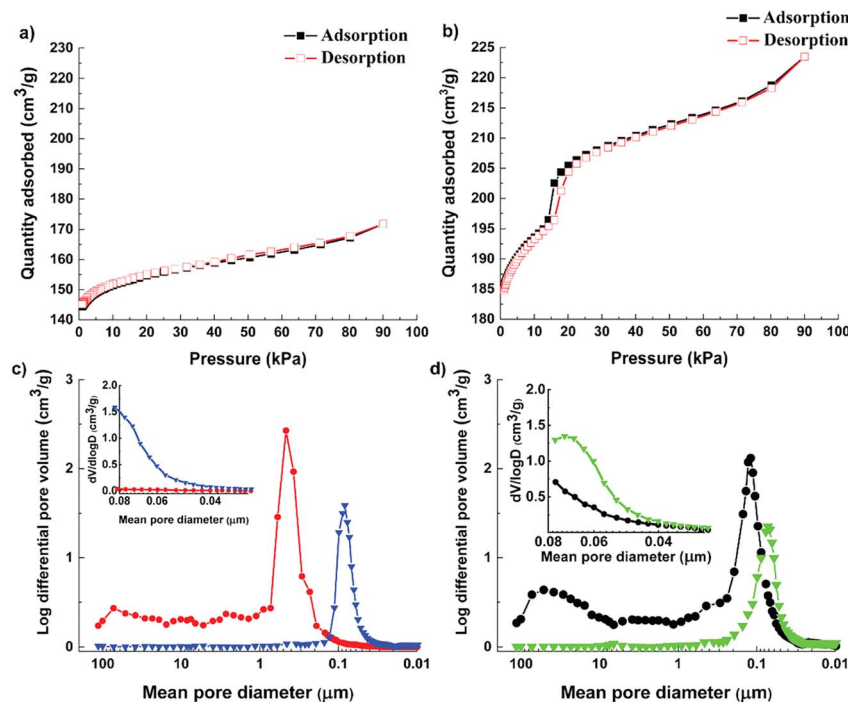 a)
Adsorption
Desorption
Quantity adsorbed (cm³/g)
230
220
210
200
190
180
170
160
150
140
0 10 20 30 40 50 60 70 80 90 100
Pressure (kPa)
b)
Adsorption
Desorption
Quantity adsorbed (cm³/g)
225
220
215
210
205
200
195
190
185
180
0 10 20 30 40 50 60 70 80 90 100
Pressure (kPa)
c)
Log differential pore volume (cm³/g)
3
2
1
0
100 10 1 0.1 0.01
Mean pore diameter (µm)
dV/dlogD (cm³/g)
2.0
1.5
1.0
0.5
0.0
0.08 0.06 0.04
Mean pore diameter (µm)
d)
Log differential pore volume (cm³/g)
3
2
1
0
100 10 1 0.1 0.01
Mean pore diameter (µm)
dV/logD (cm³/g)
2.0
1.5
1.0
0.5
0.08 0.06 0.04
Mean pore diameter (µm)